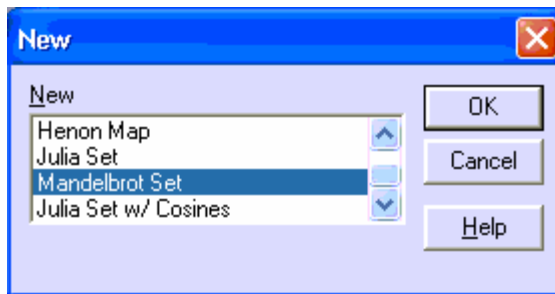 New
New
Henon Map
Julia Set
Mandelbrot Set
Julia Set w/ Cosines
OK
Cancel
Help